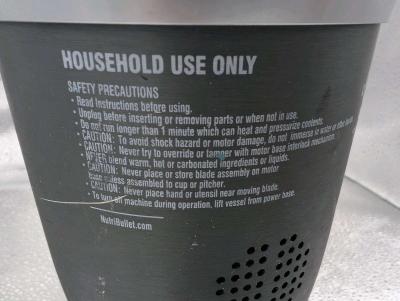 HOUSEHOLD USE ONLY
SAFETY PRECAUTIONS
• Read Instructions before using.
• Unplug before inserting or removing parts or when not in use.
• Do not run longer than 1 minute which can heat and pressurize contents.
• CAUTION: To avoid shock hazard or motor damage, do not immerse in water or other liquids.
• CAUTION: Never try to override or tamper with motor base interlock mechanism.
• NEVER blend warm, hot or carbonated ingredients or liquids.
• CAUTION: Never place or store blade assembly on motor
base unless assembled to cup or pitcher.
• CAUTION: Never place hand or utensil near moving blade.
• To turn off machine during operation, lift vessel from power base.
NutriBullet.com